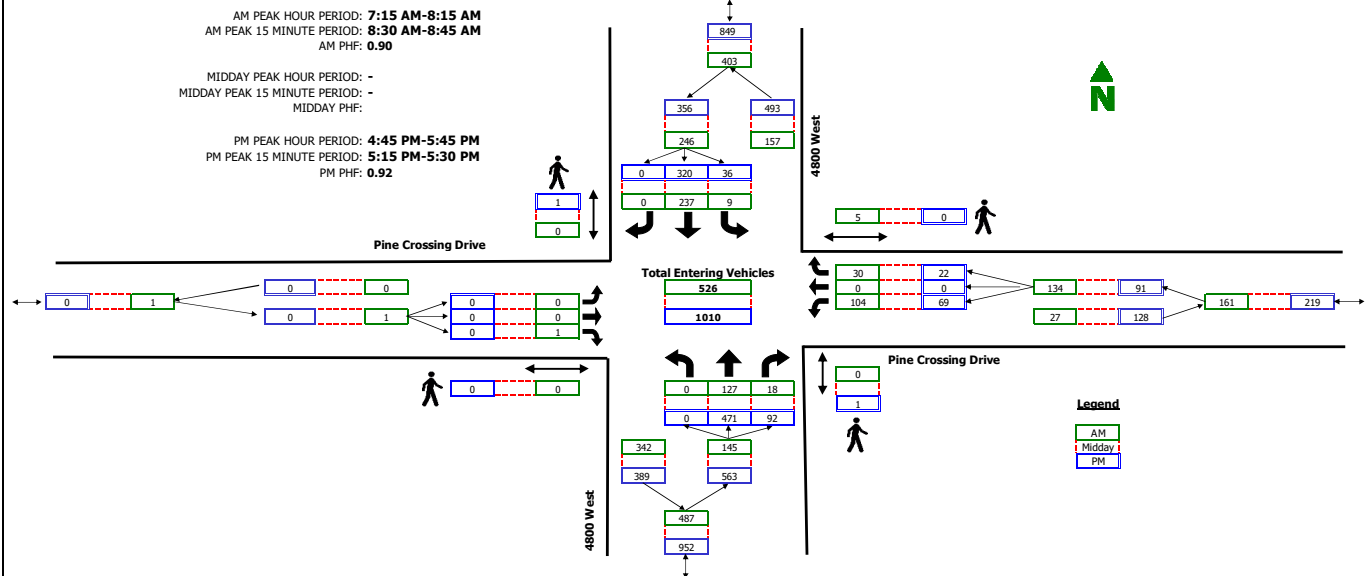 AM PEAK HOUR PERIOD: 7:15 AM-8:15 AM
AM PEAK 15 MINUTE PERIOD: 8:30 AM-8:45 AM
AM PHF: 0.90
MIDDAY PEAK HOUR PERIOD: -
MIDDAY PEAK 15 MINUTE PERIOD: -
MIDDAY PHF:
PM PEAK HOUR PERIOD: 4:45 PM-5:45 PM
PM PEAK 15 MINUTE PERIOD: 5:15 PM-5:30 PM
PM PHF: 0.92
849
403
356 493
246 157
0 320 36
0 237 9
4800 West
N
1
0
5 0
Pine Crossing Drive
Total Entering Vehicles
526
1010
0 1
0 0
0 1
0 0
0 0
0 1
30 22
0 0
104 69
134 91
27 128
161 219
0 0
0 127 18
0 471 92
342 145
389 563
487
952
4800 West
Pine Crossing Drive
0
1
Legend
AM
Midday
PM